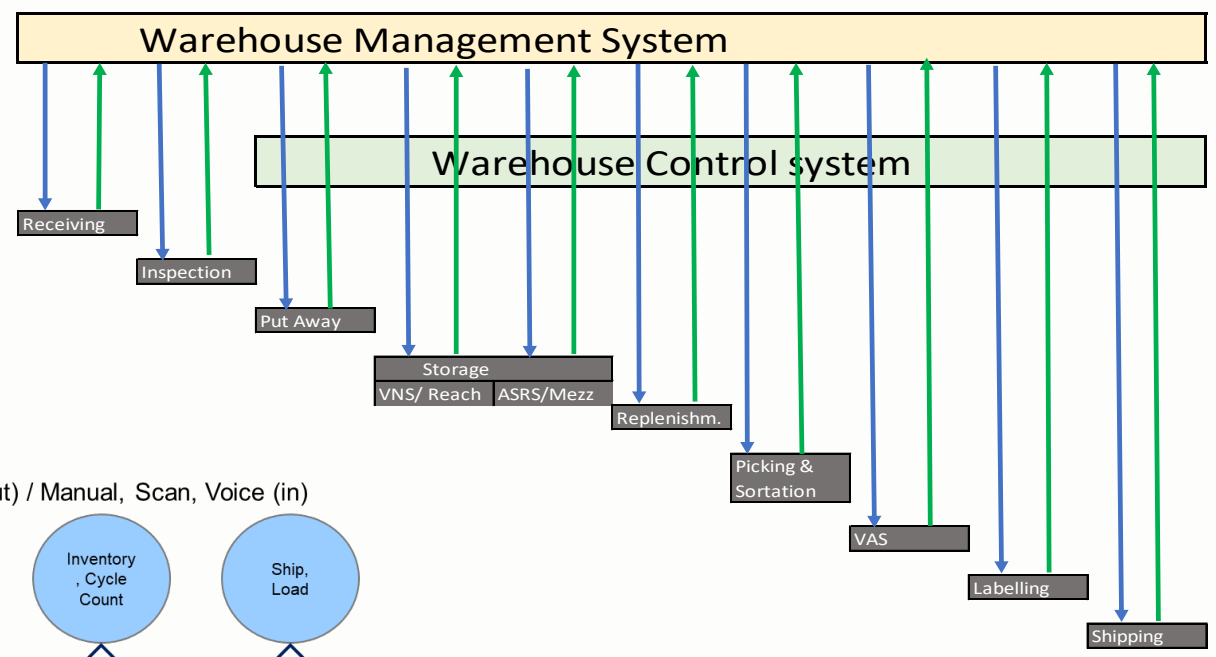 Warehouse Management System
Warehouse Control system
Receiving
Inspection
Put Away
Storage
VNS/ Reach
ASRS/Mezz
Replenishm.
Picking &
Sortation
VAS
Labelling
Shipping
/ Manual, Scan, Voice (in)
Inventory
, Cycle
Count
Ship,
Load